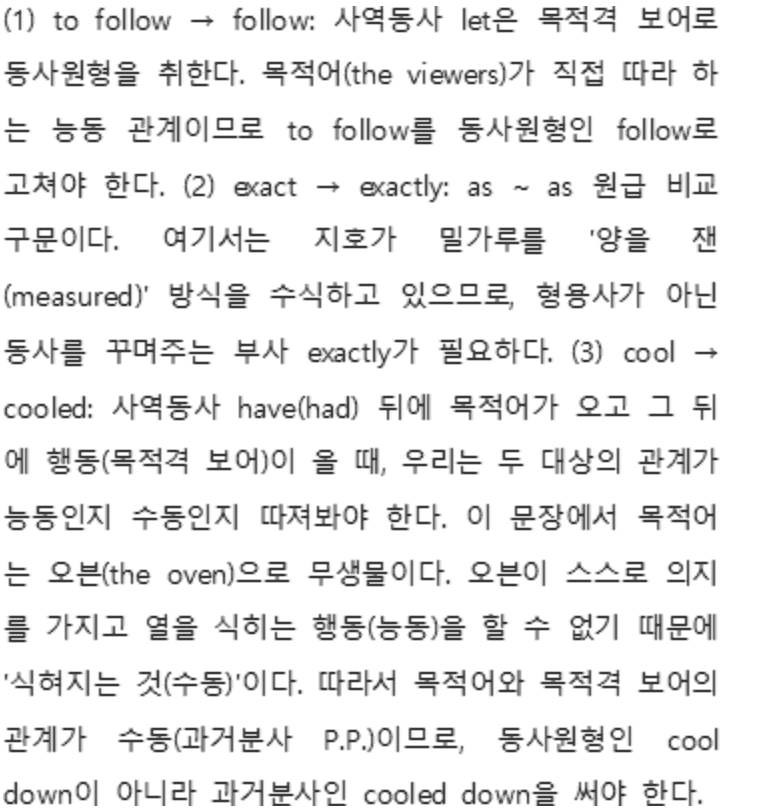 (1) to follow → follow: 사역동사 let은 목적격 보어로
동사원형을 취한다. 목적어(the viewers)가 직접 따라 하
는 능동 관계이므로 to follow를 동사원형인 follow로
고쳐야 한다. (2) exact → exactly: as ~ as 원급 비교
구문이다. 여기서는 지호가 밀가루를 '양을 잰
(measured)' 방식을 수식하고 있으므로, 형용사가 아닌
동사를 꾸며주는 부사 exactly가 필요하다. (3) cool →
cooled: 사역동사 have(had) 뒤에 목적어가 오고 그 뒤
에 행동(목적격 보어)이 올 때, 우리는 두 대상의 관계가
능동인지 수동인지 따져봐야 한다. 이 문장에서 목적어
는 오븐(the oven)으로 무생물이다. 오븐이 스스로 의지
를 가지고 열을 식히는 행동(능동)을 할 수 없기 때문에
'식혀지는 것(수동)'이다. 따라서 목적어와 목적격 보어의
관계가 수동(과거분사 P.P.)이므로, 동사원형인 cool
down이 아니라 과거분사인 cooled down을 써야 한다.